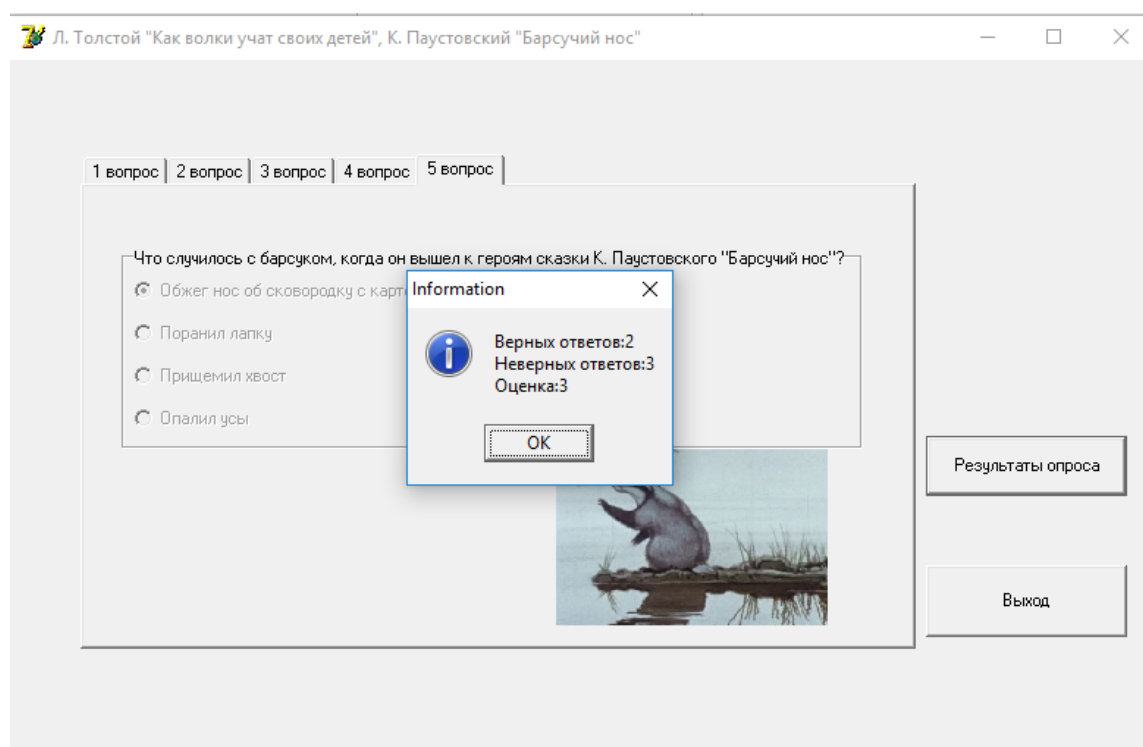 Л. Толстой "Как волки учат своих детей", К. Паустовский "Барсучий нос"
1 вопрос
2 вопрос
3 вопрос
4 вопрос
5 вопрос
Что случилось с барсуком, когда он вышел к героям сказки К. Паустовского "Барсучий нос"?
Обжег нос об сковородку с карт
Поранил лапку
Прищемил хвост
Опалил усы
Information
Верных ответов:2
Неверных ответов:3
Оценка:3
OK
Результаты опроса
Выход